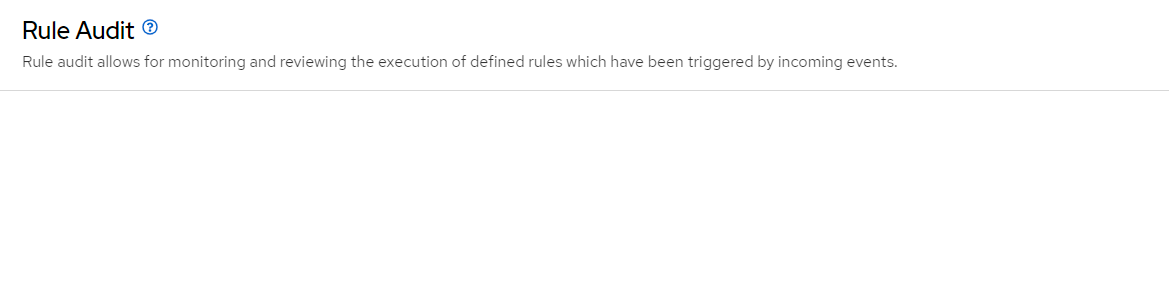 Rule Audit
Rule audit allows for monitoring and reviewing the execution of defined rules which have been triggered by incoming events.